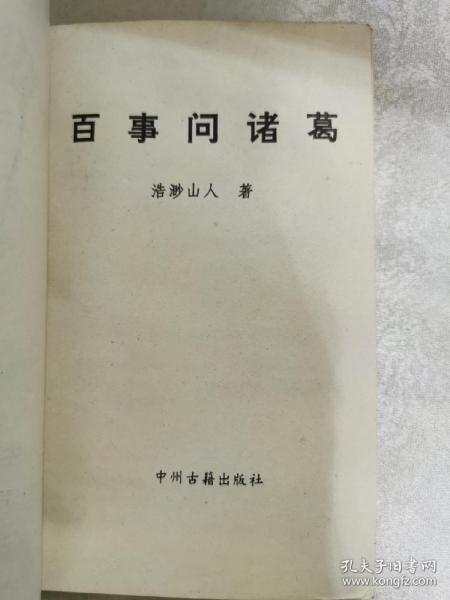 百事问诸葛
浩渺山人 著
中州古籍出版社
孔夫子旧书网
www.kongfz.com